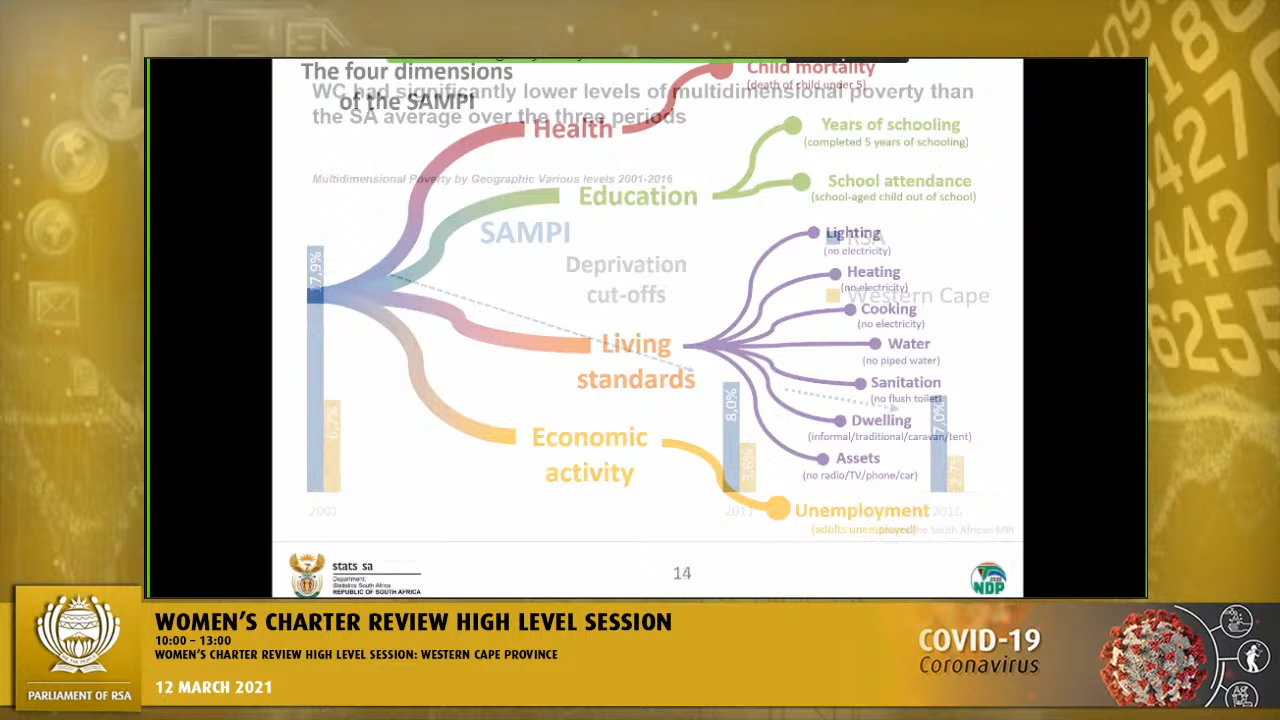 The four dimensions
of the SAMPI
WC had significantly lower levels of multidimensional poverty than
the SA average over the three periods
Multidimensional Poverty by Geographic Various levels 2001-2016
Child mortality
(death of child under 5)
Health
Years of schooling
(completed 5 years of schooling)
Education
School attendance
(school-aged child out of school)
SAMPI
Deprivation
cut-offs
Lighting
(no electricity)
RSA
Heating
(no electricity)
Western Cape
Cooking
(no electricity)
Living
standards
Water
(no piped water)
Sanitation
(no flush toilet)
Dwelling
(informal/traditional/caravan/tent)
Assets
(no radio/TV/phone/car)
Economic
activity
Unemployment
(adults unemployed)
8,0%
7,0%
South African MPI
stats sa
Department:
Statistics South Africa
REPUBLIC OF SOUTH AFRICA
14
NDP
WOMEN'S CHARTER REVIEW HIGH LEVEL SESSION
10:00 – 13:00
WOMEN'S CHARTER REVIEW HIGH LEVEL SESSION: WESTERN CAPE PROVINCE
12 MARCH 2021
PARLIAMENT OF RSA
COVID-19
Coronavirus